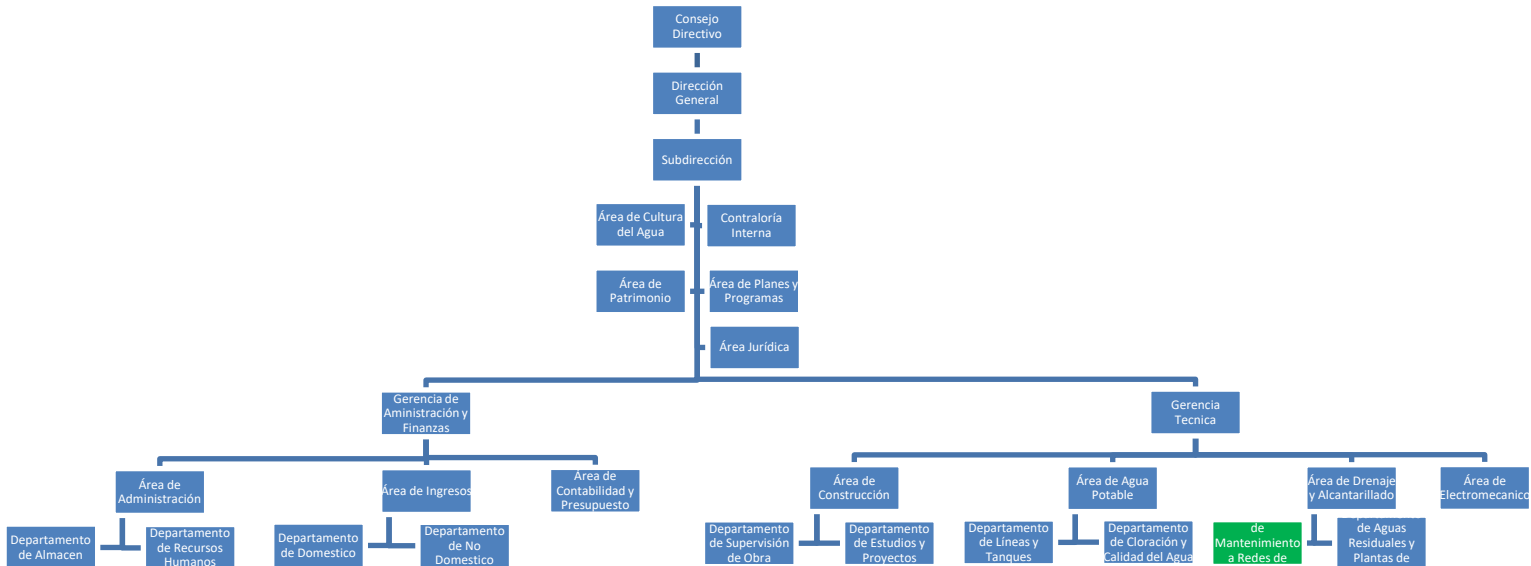 Consejo
Directivo
Dirección
General
Subdirección
Área de Cultura
del Agua
Contraloría
Interna
Área de
Patrimonio
Área de Planes y
Programas
Área Jurídica
Gerencia de
Aministración y
Finanzas
Gerencia
Tecnica
Área de
Administración
Área de Ingresos
Área de
Contabilidad y
Presupuesto
Área de
Construcción
Área de Agua
Potable
Área de Drenaje
y Alcantarillado
Área de
Electromecanico
Departamento
de Almacen
Departamento
de Recursos
Humanos
Departamento
de Domestico
Departamento
de No
Domestico
Departamento
de Supervisión
de Obra
Departamento
de Estudios y
Proyectos
Departamento
de Líneas y
Tanques
Departamento
de Cloración y
Calidad del Agua
de
Mantenimiento
a Redes de
de Aguas
Residuales y
Plantas de